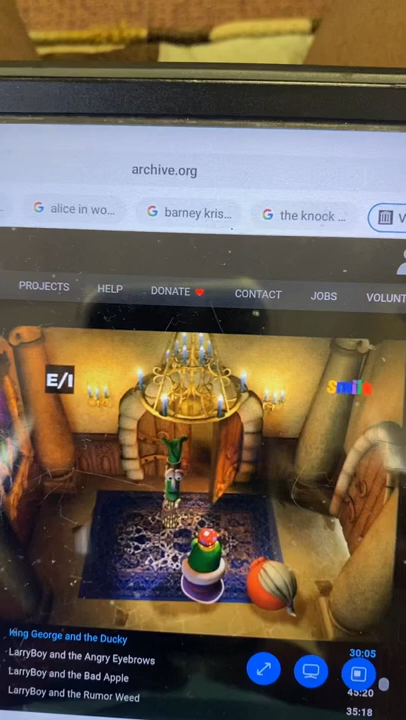 archive.org
alice in wo...
barney kris...
the knock ...
V
PROJECTS HELP DONATE CONTACT JOBS VOLUNT
E/I
smile
King George and the Ducky 30:05
LarryBoy and the Angry Eyebrows
LarryBoy and the Bad Apple 45:20
LarryBoy and the Rumor Weed 35:18